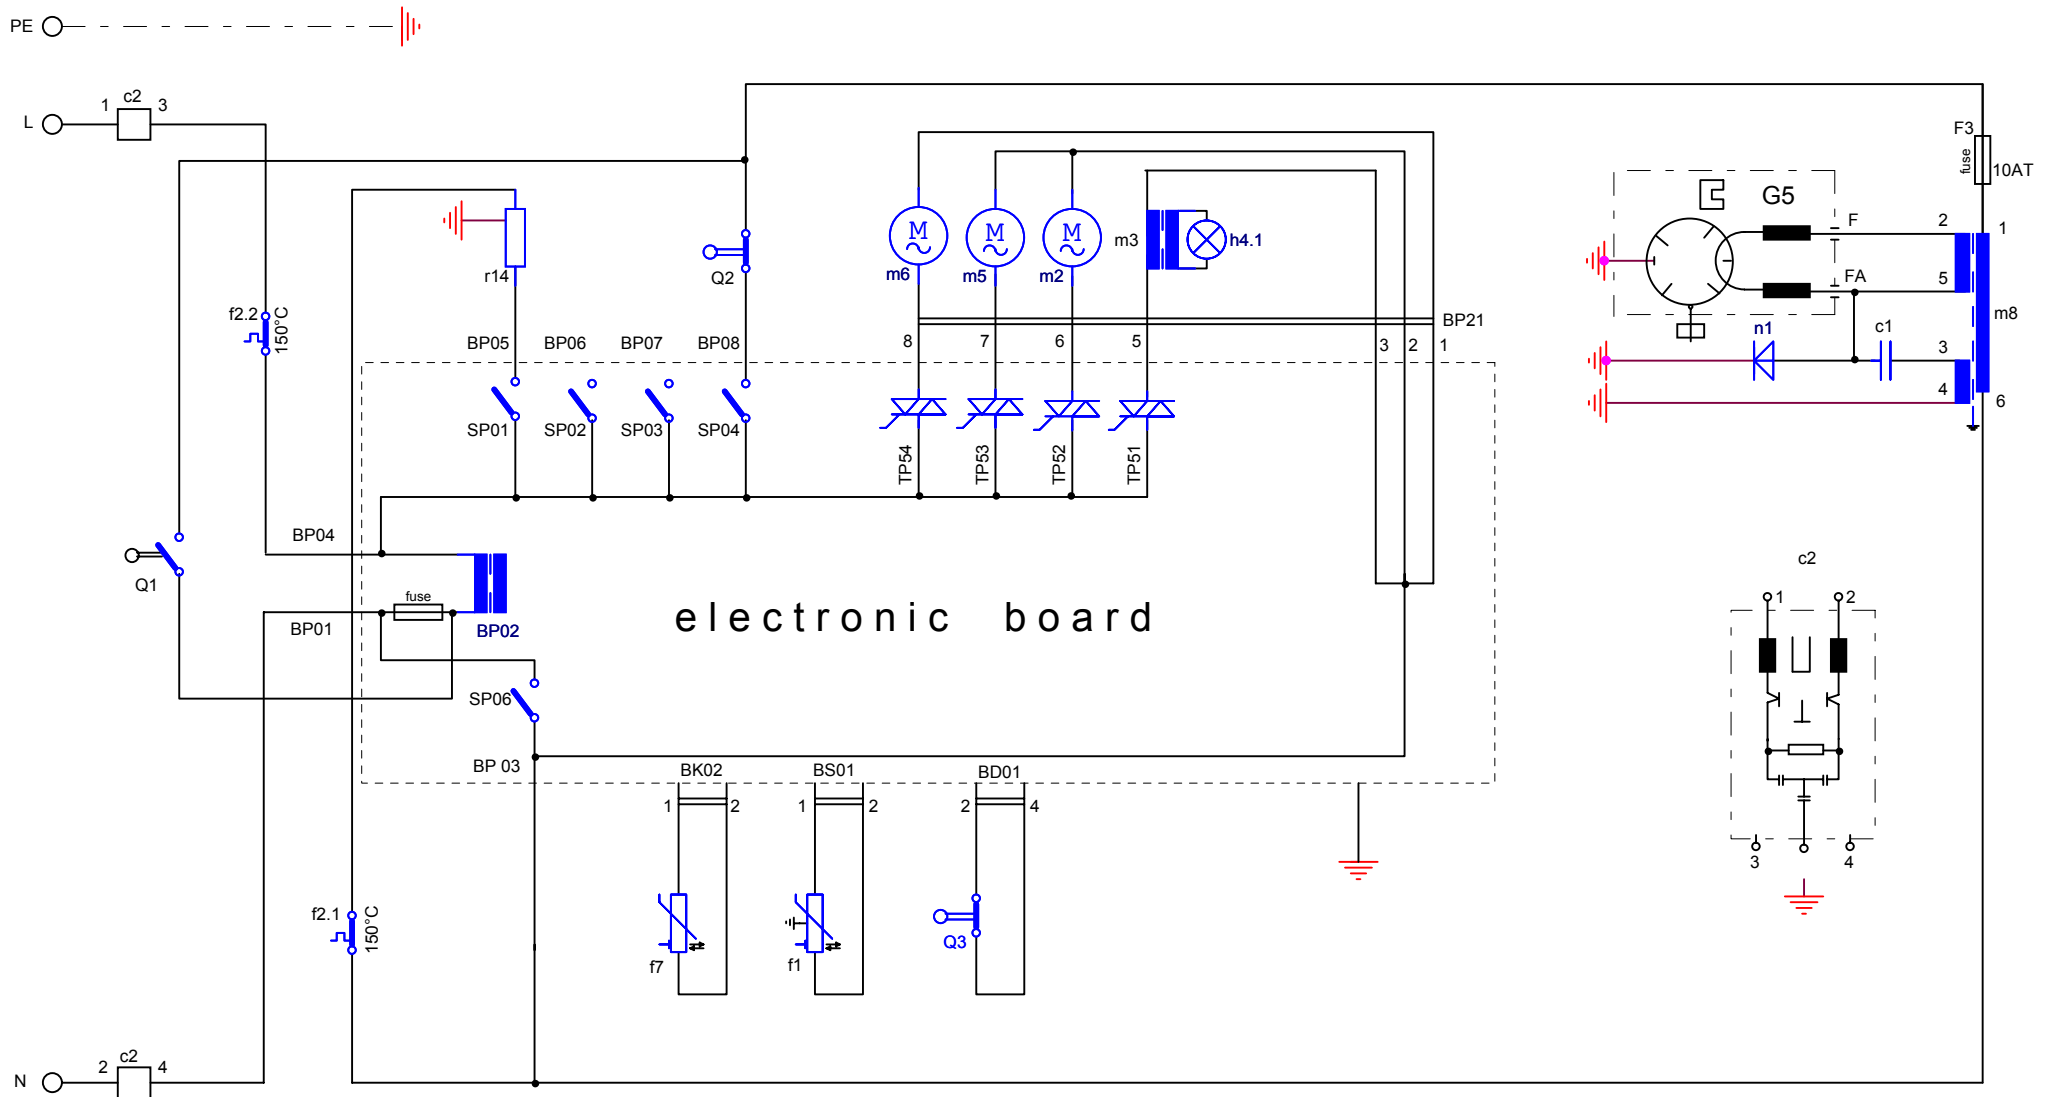 PE
L
1 c2 3
F3
fuse
10AT
G5
F 2 1
FA 5
m8
n1 c1 3
4 6
r14
Q2
M M M
m6 m5 m2
m3 h4.1
f2.2
150°C
BP05 BP06 BP07 BP08
8 7 6 5 3 2 1
BP21
SP01 SP02 SP03 SP04
TP54 TP53 TP52 TP51
BP04
Q1
fuse
BP01
BP02
electronic board
SP06
BP 03
BK02 BS01 BD01
1 2 1 2 2 4
c2
1 2
3 4
f2.1
150°C
f7 f1 Q3
N
2 c2 4